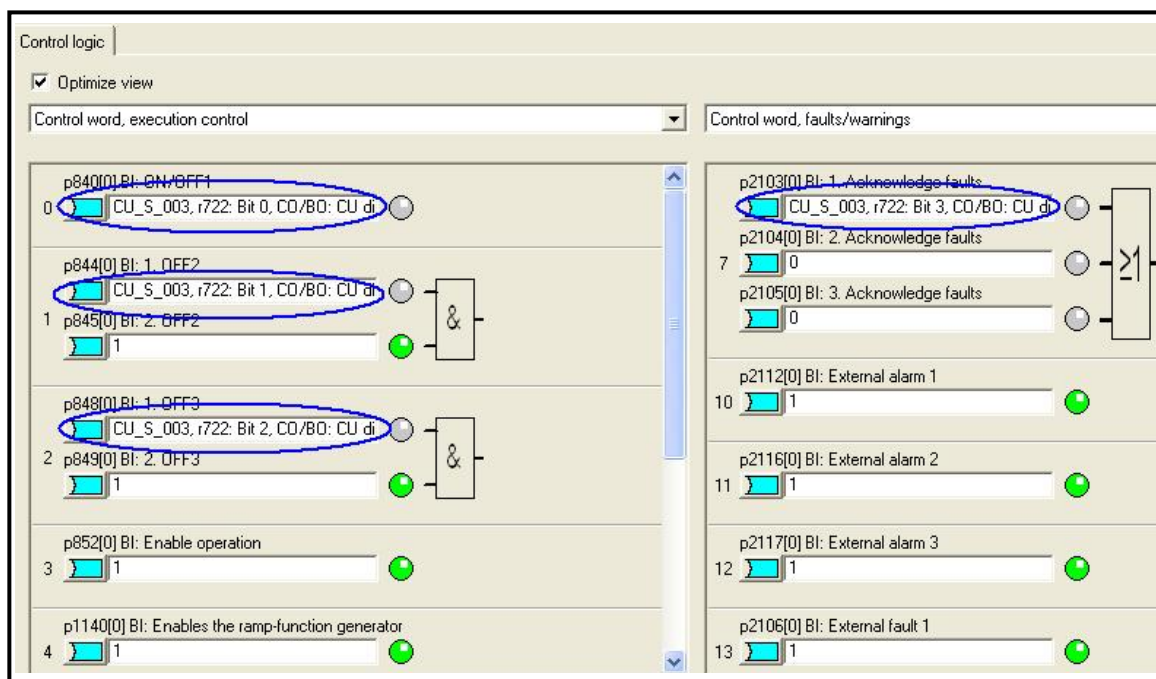 Control logic
Optimize view
Control word, execution control
p840[0] BI: ON/OFF1
0 CU_S_003, r722: Bit 0, CO/BO: CU di
p844[0] BI: 1. OFF2
CU_S_003, r722: Bit 1, CO/BO: CU di
1 p845[0] BI: 2. OFF2
1
&
p848[0] BI: 1. OFF3
CU_S_003, r722: Bit 2, CO/BO: CU di
2 p849[0] BI: 2. OFF3
1
&
p852[0] BI: Enable operation
3 1
p1140[0] BI: Enables the ramp-function generator
4 1
Control word, faults/warnings
p2103[0] BI: 1. Acknowledge faults
CU_S_003, r722: Bit 3, CO/BO: CU di
p2104[0] BI: 2. Acknowledge faults
7 0
p2105[0] BI: 3. Acknowledge faults
0
≥1
p2112[0] BI: External alarm 1
10 1
p2116[0] BI: External alarm 2
11 1
p2117[0] BI: External alarm 3
12 1
p2106[0] BI: External fault 1
13 1